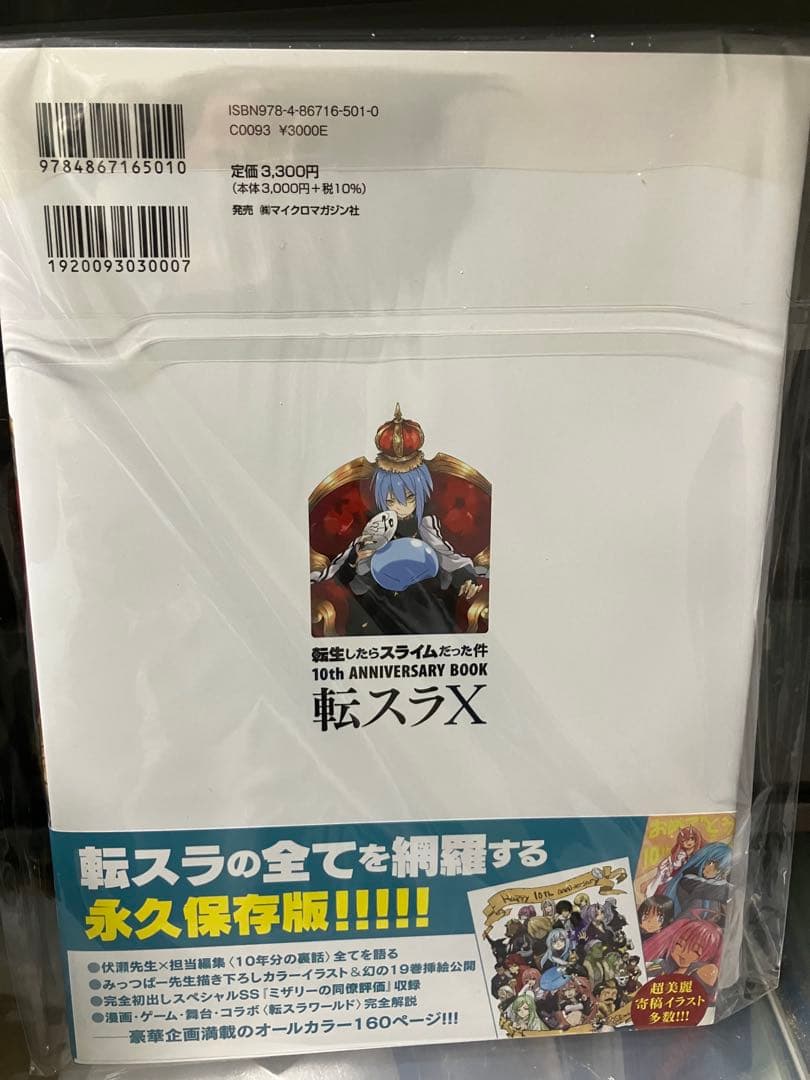 ISBN978-4-86716-501-0
C0093 ¥3000E
9784867165010
定価3,300円
（本体3,000円＋税10%）
発売 ㈱マイクロマガジン社
1920093030007
転生したらスライムだった件
10th ANNIVERSARY BOOK
転スラX
転スラの全てを網羅する
永久保存版!!!!!
●伏瀬先生×担当編集〈10年分の裏話〉全てを語る
●みっつばー先生描き下ろしカラーイラスト＆幻の19巻挿絵公開
●完全初出しスペシャルSS『ミザリーの同僚評価』収録
●漫画・ゲーム・舞台・コラボ〈転スラワールド〉完全解説
——豪華企画満載のオールカラー160ページ!!!
Happy 10th anniversary
おめでとう
超美麗
寄稿イラスト
多数!!!